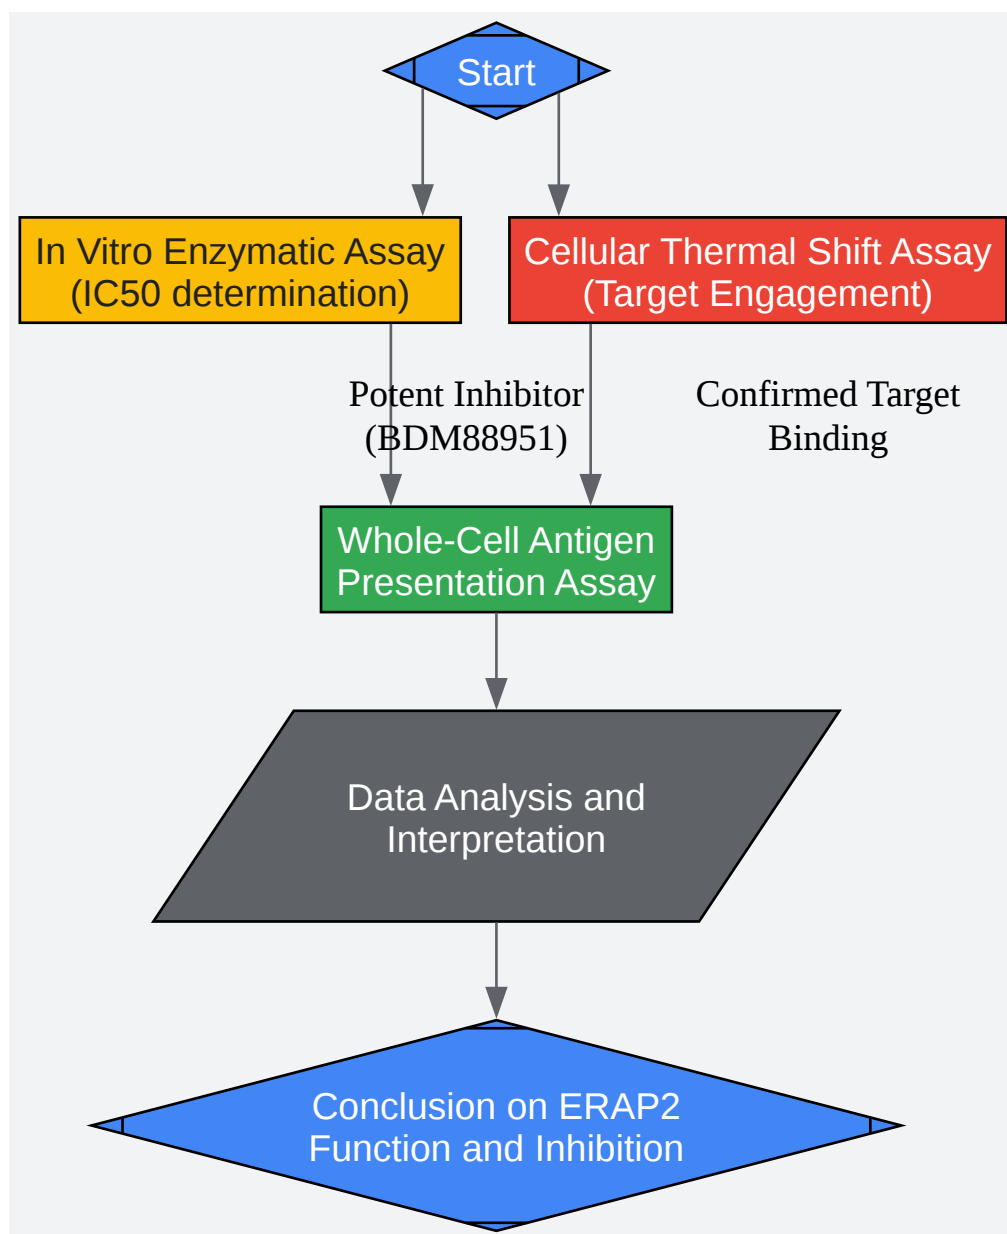 Start
In Vitro Enzymatic Assay
(IC50 determination)
Cellular Thermal Shift Assay
(Target Engagement)
Potent Inhibitor
(BDM88951)
Confirmed Target
Binding
Whole-Cell Antigen
Presentation Assay
Data Analysis and
Interpretation
Conclusion on ERAP2
Function and Inhibition